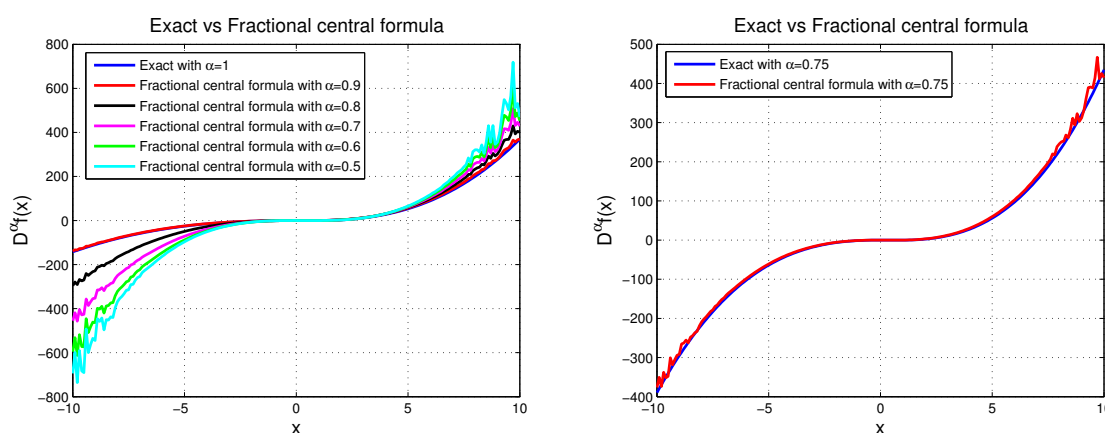 Exact vs Fractional central formula
800
600
400
200
0
−200
−400
−600
−800
−10
−5
0
5
10
x
D^αf(x)
Exact with α=1
Fractional central formula with α=0.9
Fractional central formula with α=0.8
Fractional central formula with α=0.7
Fractional central formula with α=0.6
Fractional central formula with α=0.5
Exact vs Fractional central formula
500
400
300
200
100
0
−100
−200
−300
−400
−10
−5
0
5
10
x
D^αf(x)
Exact with α=0.75
Fractional central formula with α=0.75